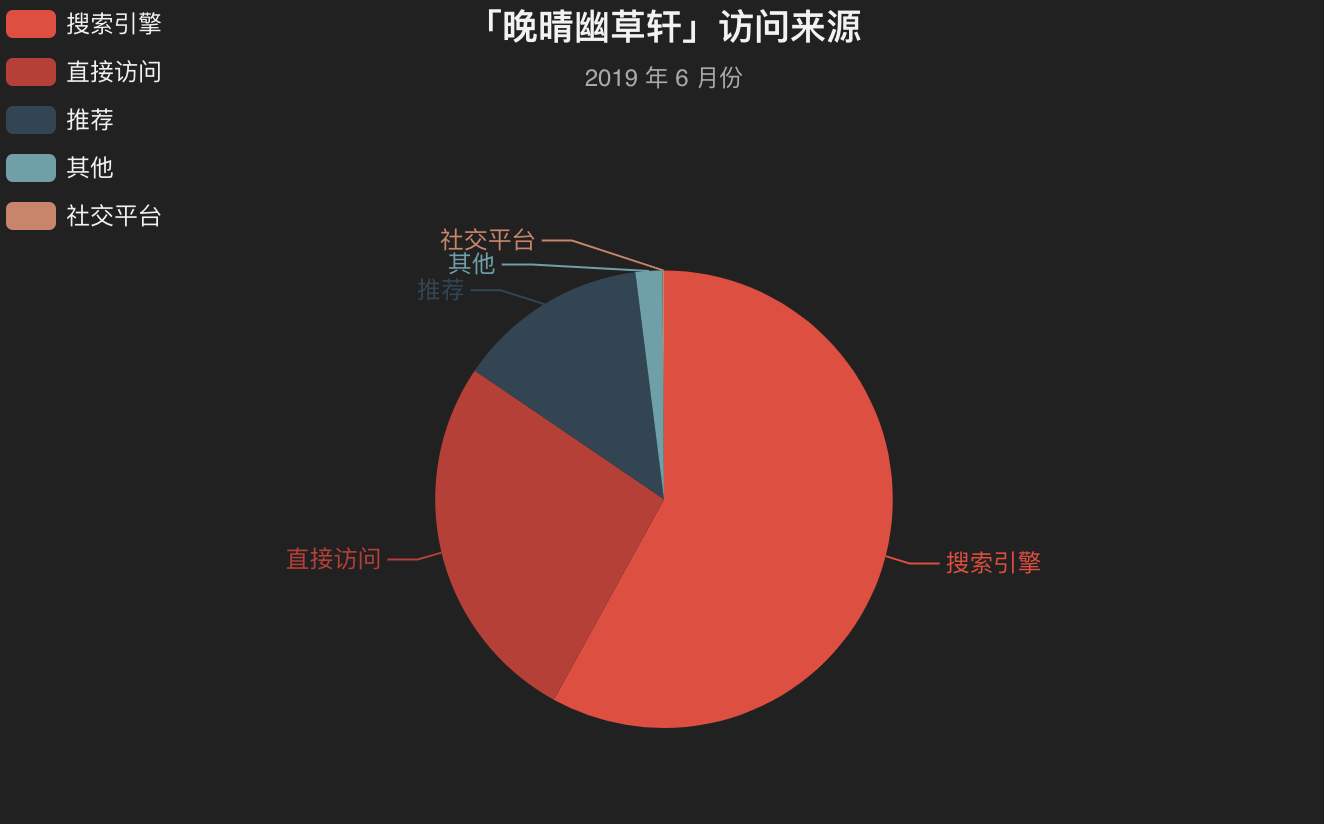 「晚晴幽草轩」访问来源
2019 年 6 月份
搜索引擎
直接访问
推荐
其他
社交平台
社交平台
其他
推荐
直接访问
搜索引擎